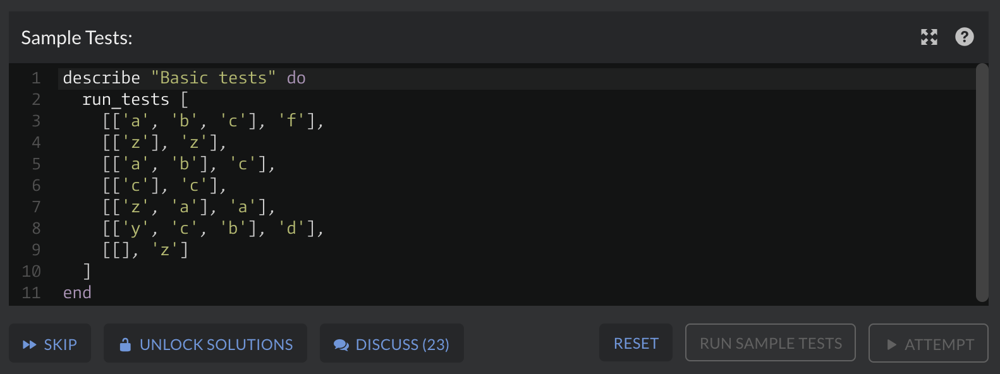 Sample Tests:
1 describe "Basic tests" do
2   run_tests [
3     [['a', 'b', 'c'], 'f'],
4     [['z'], 'z'],
5     [['a', 'b'], 'c'],
6     [['c'], 'c'],
7     [['z', 'a'], 'a'],
8     [['y', 'c', 'b'], 'd'],
9     [[], 'z']
10   ]
11 end
SKIP UNLOCK SOLUTIONS DISCUSS (23) RESET RUN SAMPLE TESTS ATTEMPT